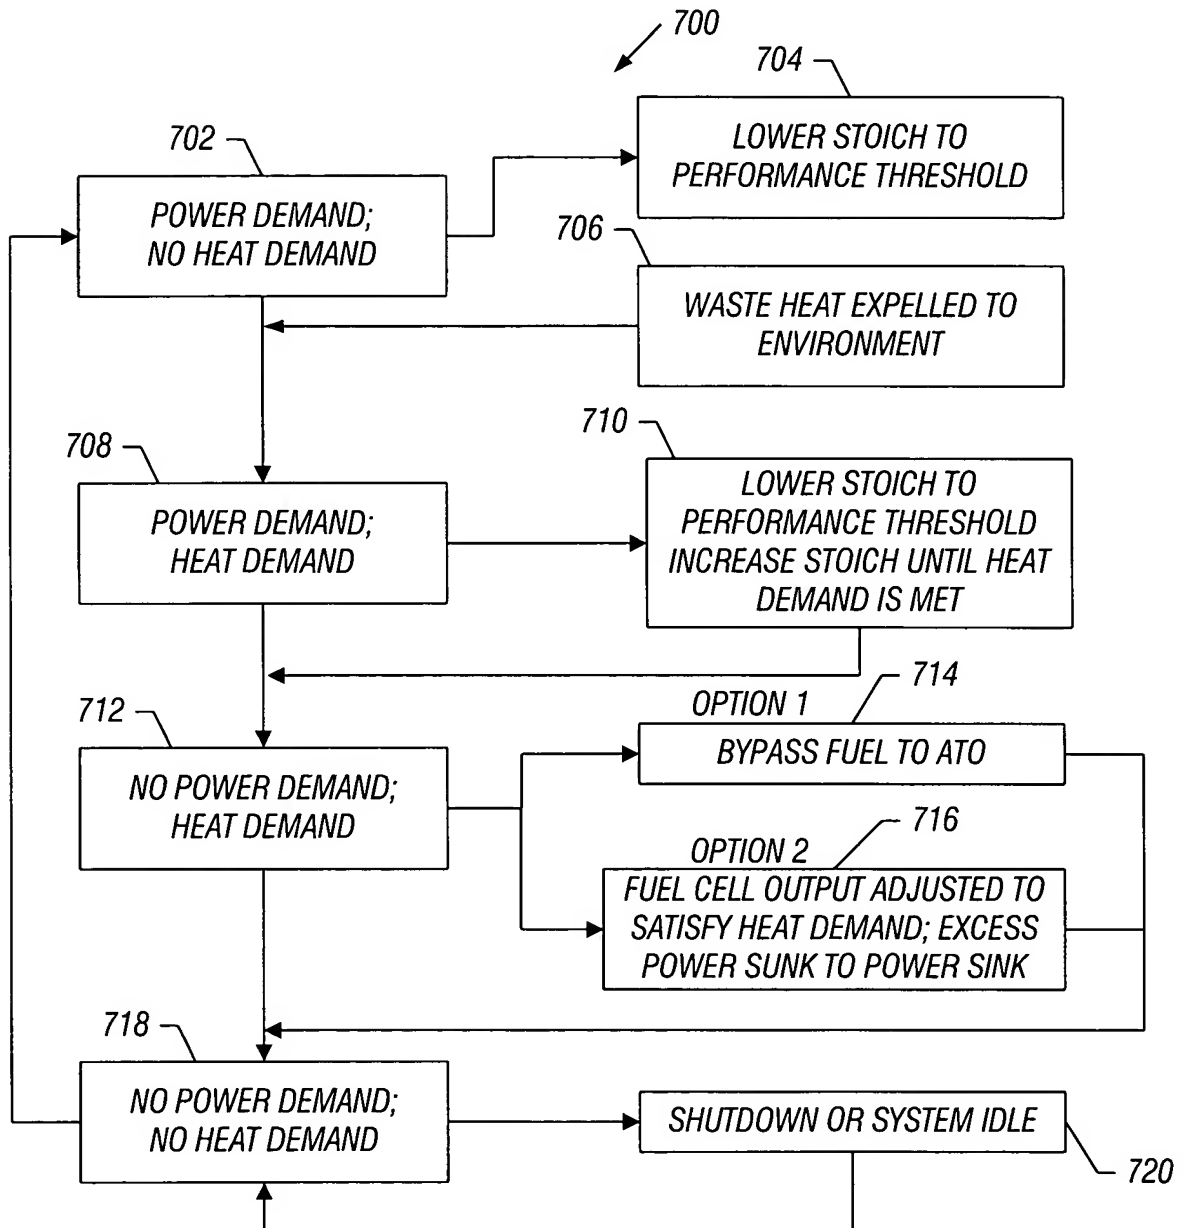 700
704
LOWER STOICH TO
PERFORMANCE THRESHOLD
702
POWER DEMAND;
NO HEAT DEMAND
706
WASTE HEAT EXPELLED TO
ENVIRONMENT
710
708
LOWER STOICH TO
PERFORMANCE THRESHOLD
INCREASE STOICH UNTIL HEAT
DEMAND IS MET
POWER DEMAND;
HEAT DEMAND
714
OPTION 1
712
BYPASS FUEL TO ATO
NO POWER DEMAND;
HEAT DEMAND
716
OPTION 2
FUEL CELL OUTPUT ADJUSTED TO
SATISFY HEAT DEMAND; EXCESS
POWER SUNK TO POWER SINK
718
NO POWER DEMAND;
NO HEAT DEMAND
SHUTDOWN OR SYSTEM IDLE
720